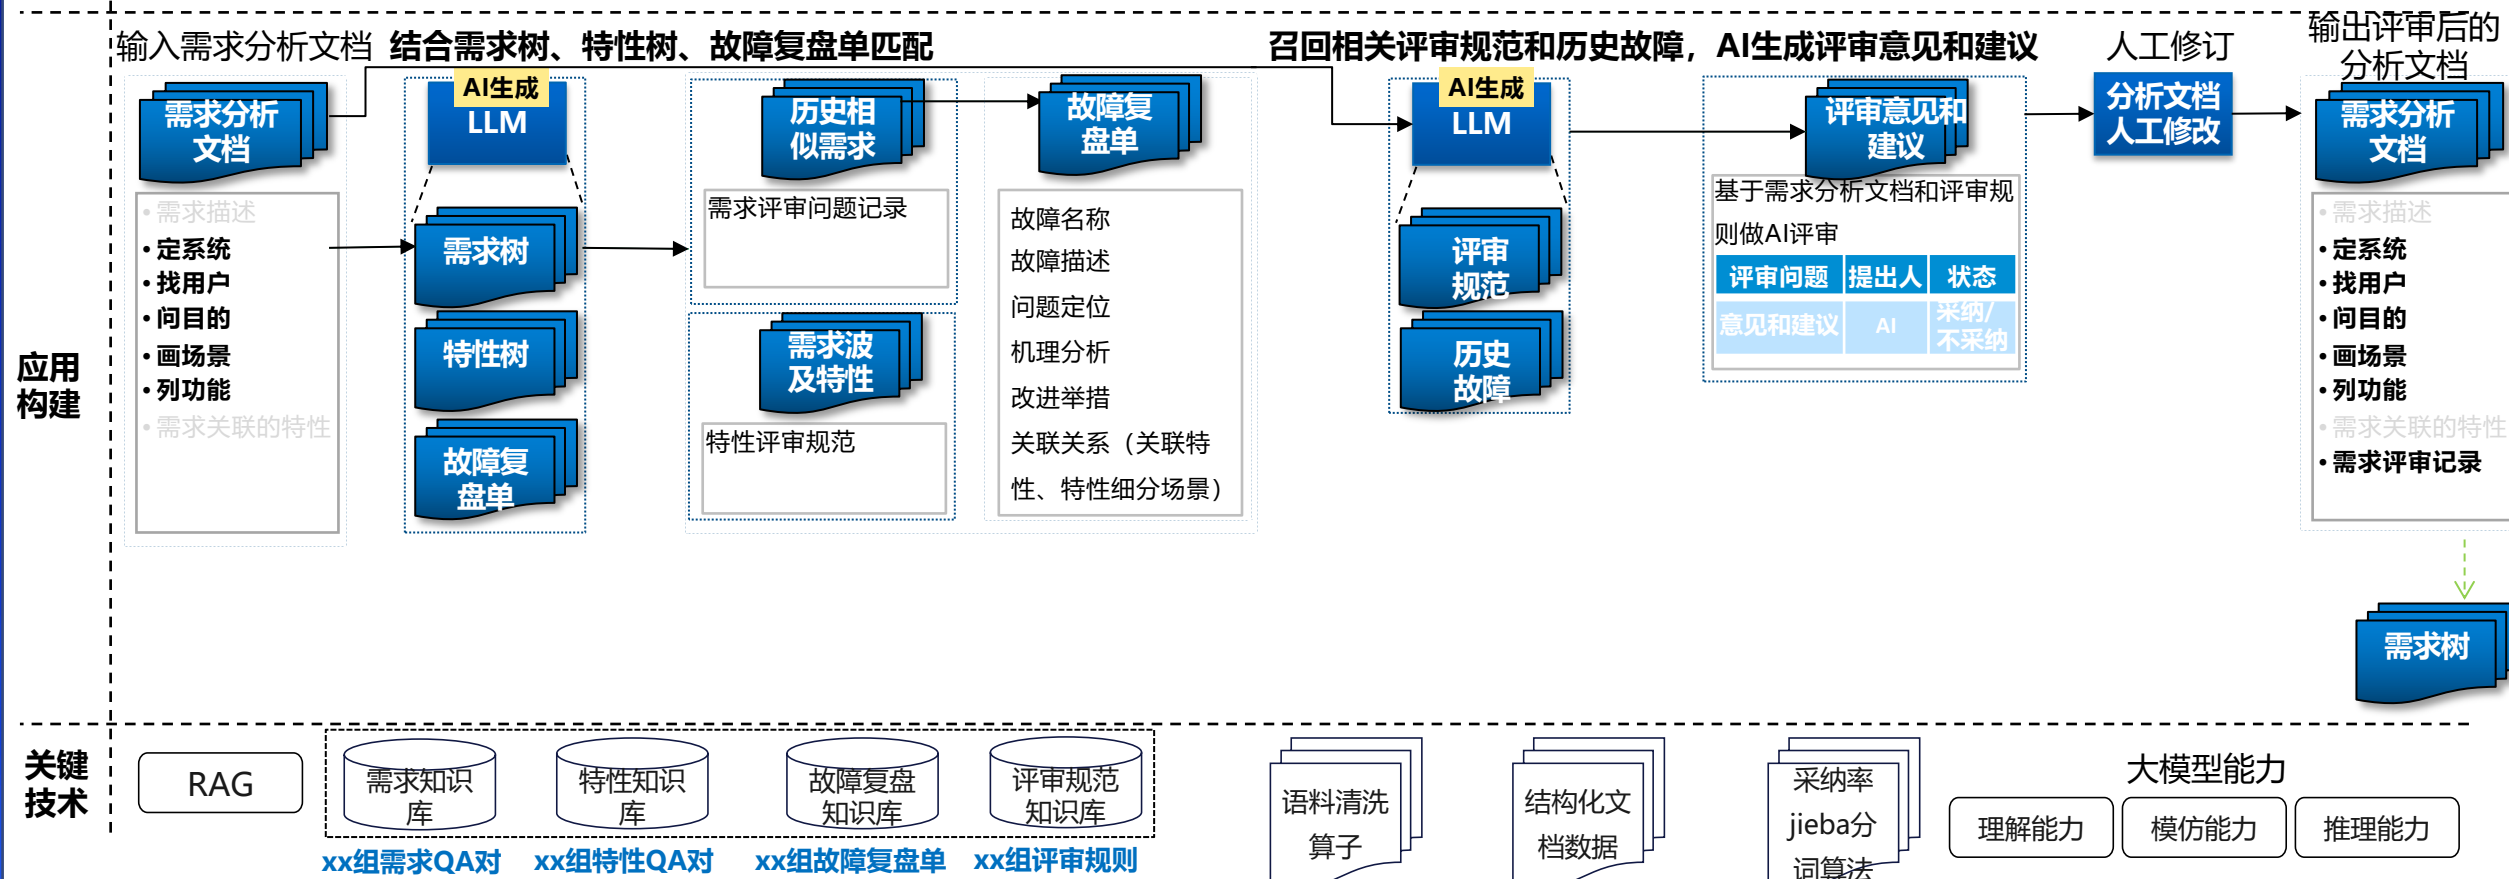 输入需求分析文档
结合需求树、特性树、故障复盘单匹配
召回相关评审规范和历史故障，AI生成评审意见和建议
人工修订
输出评审后的
分析文档
需求分析
文档
• 需求描述
• 定系统
• 找用户
• 问目的
• 画场景
• 列功能
• 需求关联的特性
AI生成
LLM
需求树
特性树
故障复
盘单
历史相
似需求
需求评审问题记录
需求波
及特性
特性评审规范
故障复
盘单
故障名称
故障描述
问题定位
机理分析
改进举措
关联关系（关联特
性、特性细分场景）
AI生成
LLM
评审
规范
历史
故障
评审意见和
建议
基于需求分析文档和评审规
则做AI评审
评审问题 提出人 状态
意见和建议 AI 采纳/
不采纳
分析文档
人工修改
需求分析
文档
• 需求描述
• 定系统
• 找用户
• 问目的
• 画场景
• 列功能
• 需求关联的特性
• 需求评审记录
需求树
应用
构建
关键
技术
RAG
需求知识
库
特性知识
库
故障复盘
知识库
评审规范
知识库
xx组需求QA对
xx组特性QA对
xx组故障复盘单
xx组评审规则
语料清洗
算子
结构化文
档数据
采纳率
jieba分
词算法
大模型能力
理解能力
模仿能力
推理能力